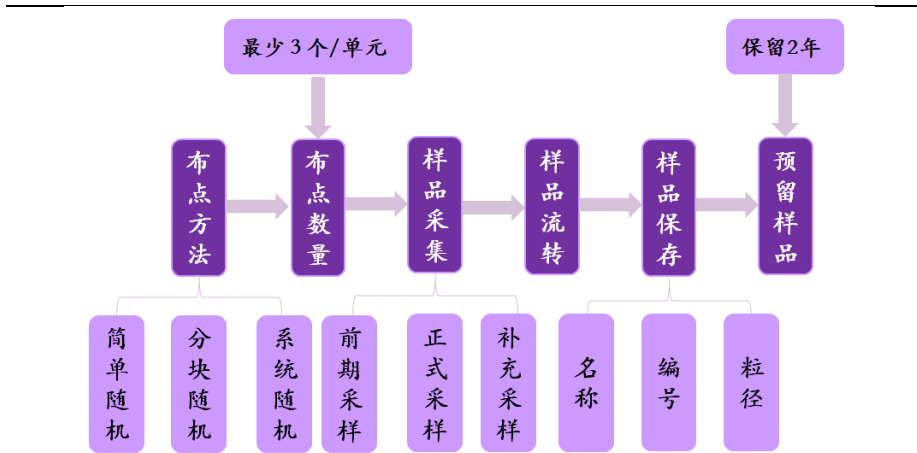 最少3个/单元
保留2年
布点方法
布点数量
样品采集
样品流转
样品保存
预留样品
简单随机
分块随机
系统随机
前期采样
正式采样
补充采样
名称
编号
粒径